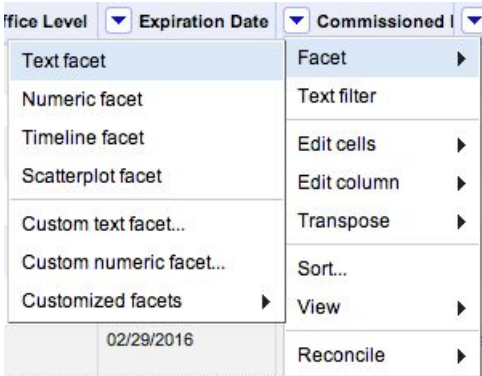 ffice Level Expiration Date Commissioned
Text facet
Numeric facet
Timeline facet
Scatterplot facet
Custom text facet...
Custom numeric facet...
Customized facets
02/29/2016
Facet
Text filter
Edit cells
Edit column
Transpose
Sort...
View
Reconcile